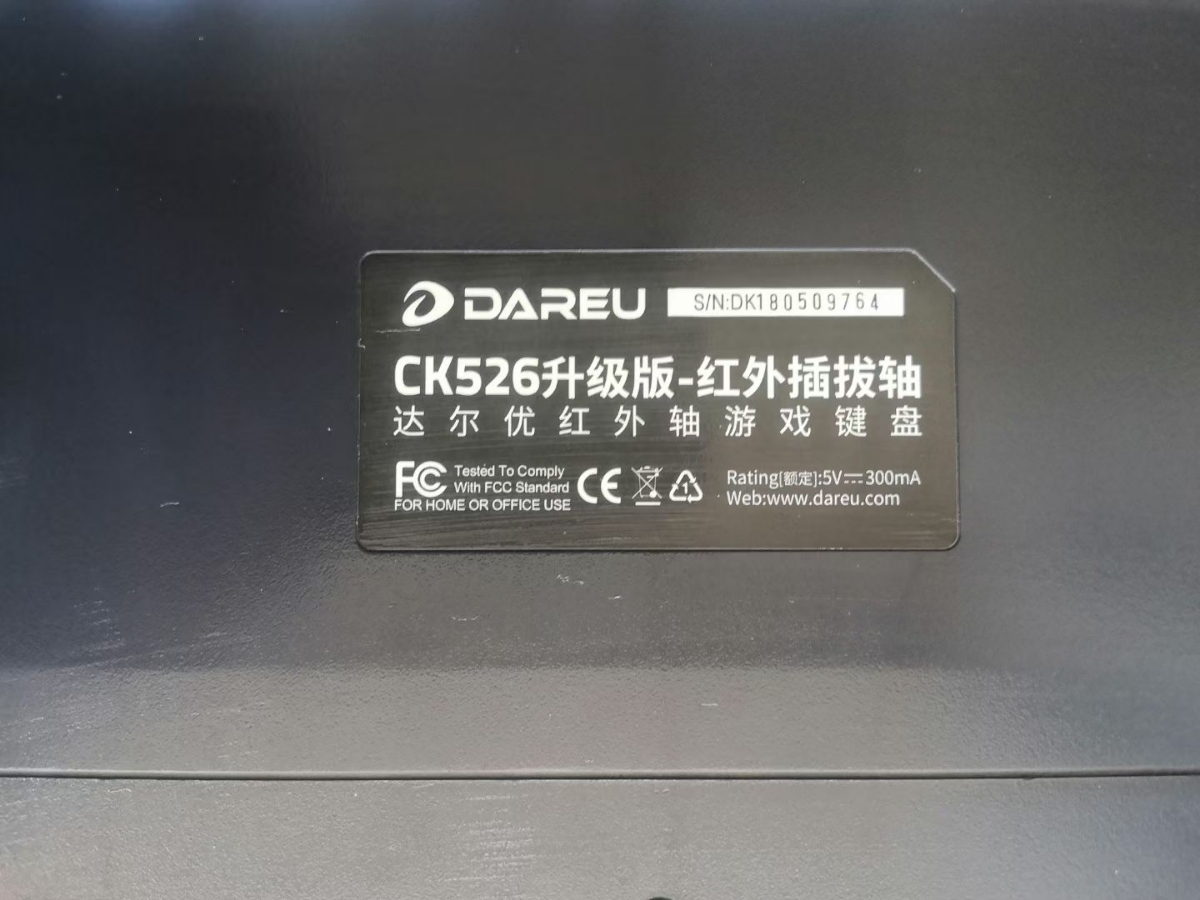 DAREU S/N:DK180509764
CK526升级版-红外插拔轴
达尔优红外轴游戏键盘
FC Tested To Comply
With FCC Standard
FOR HOME OR OFFICE USE
CE
1
Rating[额定]:5V⎓300mA
Web:www.dareu.com